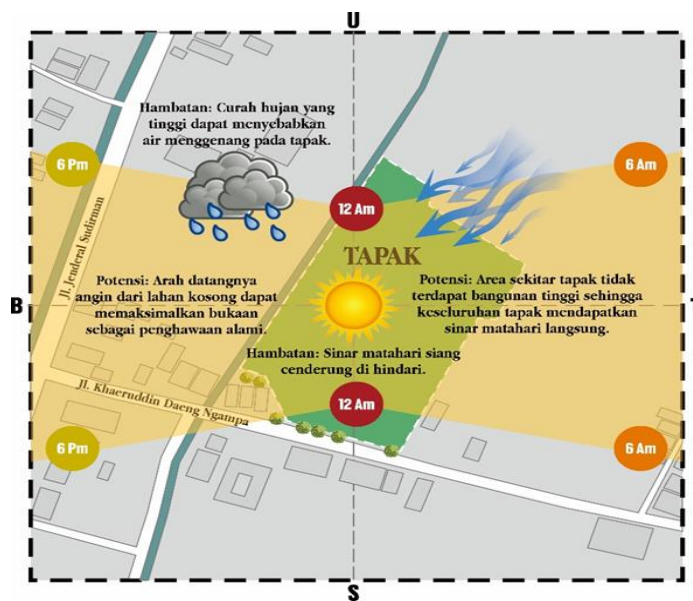 U
Hambatan: Curah hujan yang
tinggi dapat menyebabkan
air menggenang pada tapak.
6 Pm
6 Am
12 Am
Jl. Jenderal Sudirman
TAPAK
Potensi: Arah datangnya
angin dari lahan kosong dapat
memaksimalkan bukaan
sebagai penghawaan alami.
Potensi: Area sekitar tapak tidak
terdapat bangunan tinggi sehingga
keseluruhan tapak mendapatkan
sinar matahari langsung.
B
Hambatan: Sinar matahari siang
cenderung di hindari.
Jl. Khaeruddin Daeng Ngampa
12 Am
6 Pm
6 Am
S